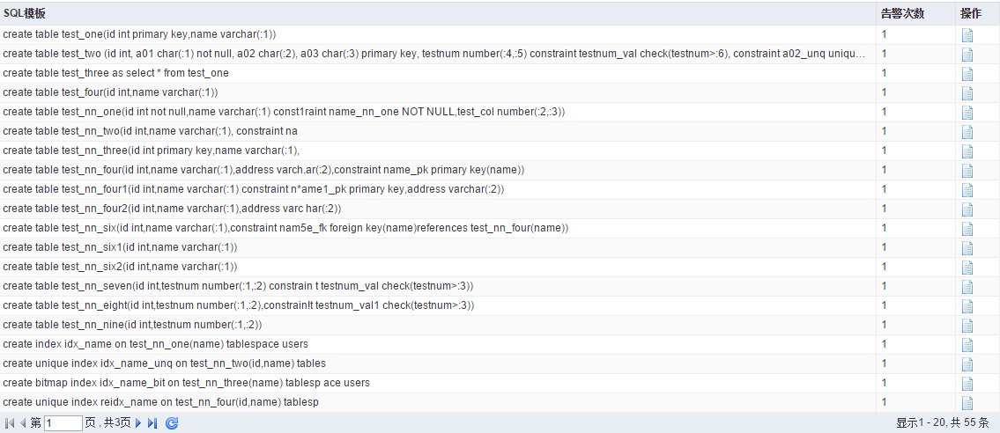 SQL模板 告警次数 操作
create table test_one(id int primary key,name varchar(:1)) 1
create table test_two (id int, a01 char(:1) not null, a02 char(:2), a03 char(:3) primary key, testnum number(:4,:5) constraint testnum_val check(testnum>:6), constraint a02_unq uniqu... 1
create table test_three as select * from test_one 1
create table test_four(id int,name varchar(:1)) 1
create table test_nn_one(id int not null,name varchar(:1) const1raint name_nn_one NOT NULL,test_col number(:2,:3)) 1
create table test_nn_two(id int,name varchar(:1), constraint na 1
create table test_nn_three(id int primary key,name varchar(:1), 1
create table test_nn_four(id int,name varchar(:1),address varch.ar(:2),constraint name_pk primary key(name)) 1
create table test_nn_four1(id int,name varchar(:1) constraint n*ame1_pk primary key,address varchar(:2)) 1
create table test_nn_four2(id int,name varchar(:1),address varc har(:2)) 1
create table test_nn_six(id int,name varchar(:1),constraint nam5e_fk foreign key(name)references test_nn_four(name)) 1
create table test_nn_six1(id int,name varchar(:1)) 1
create table test_nn_six2(id int,name varchar(:1)) 1
create table test_nn_seven(id int,testnum number(:1,:2) constrain t testnum_val check(testnum>:3)) 1
create table test_nn_eight(id int,testnum number(:1,:2),constrain!t testnum_val1 check(testnum>:3)) 1
create table test_nn_nine(id int,testnum number(:1,:2)) 1
create index idx_name on test_nn_one(name) tablespace users 1
create unique index idx_name_unq on test_nn_two(id,name) tables 1
create bitmap index idx_name_bit on test_nn_three(name) tablesp ace users 1
create unique index reidx_name on test_nn_four(id,name) tablesp 1
第 1 页 , 共3页 显示1 - 20, 共 55 条